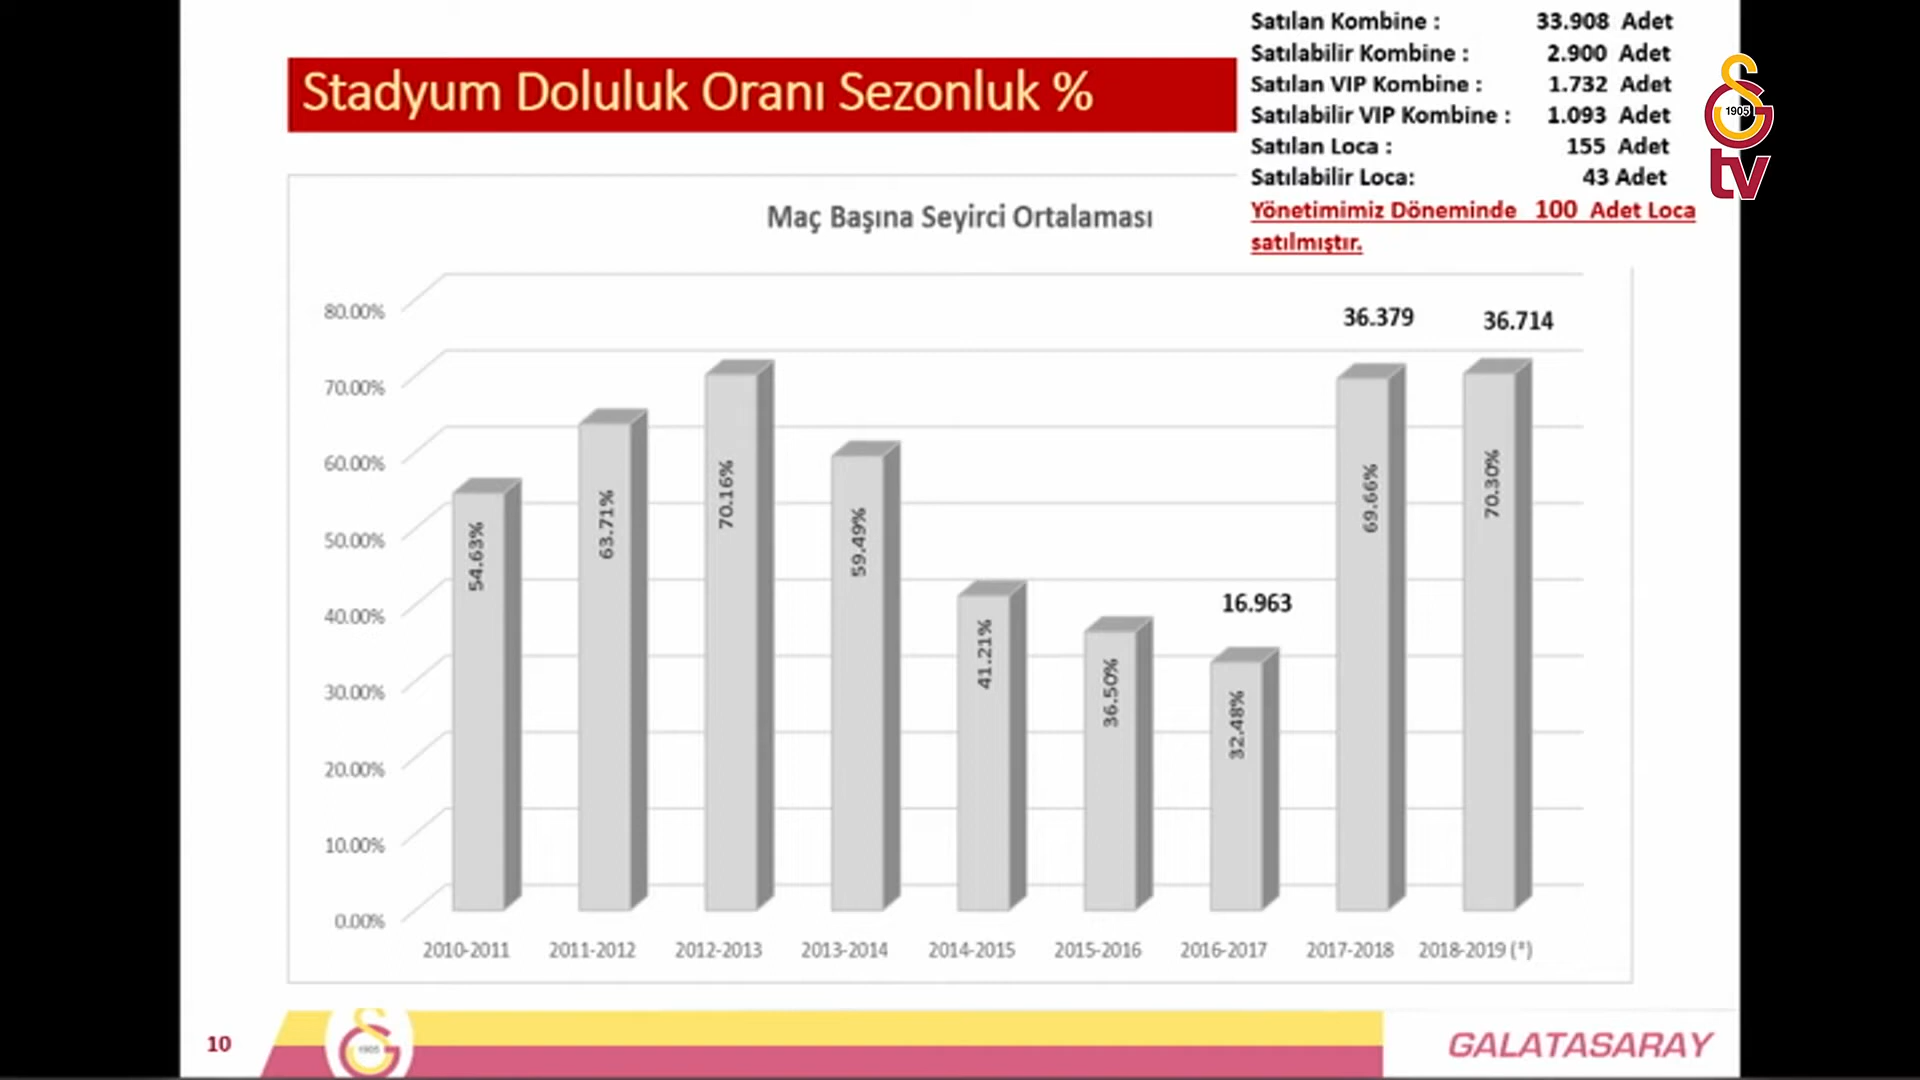 Satılan Kombine : 33.908 Adet
Satılabilir Kombine : 2.900 Adet
Satılan VIP Kombine : 1.732 Adet
Satılabilir VIP Kombine : 1.093 Adet
Satılan Loca : 155 Adet
Satılabilir Loca: 43 Adet
Yönetimimiz Döneminde 100 Adet Loca
satılmıştır.
1905
tv
Stadyum Doluluk Oranı Sezonluk %
Maç Başına Seyirci Ortalaması
80.00%
70.00%
60.00%
50.00%
40.00%
30.00%
20.00%
10.00%
0.00%
36.379
36.714
16.963
54.63%
63.71%
70.16%
59.49%
41.21%
36.50%
32.48%
69.66%
70.30%
2010-2011 2011-2012 2012-2013 2013-2014 2014-2015 2015-2016 2016-2017 2017-2018 2018-2019 (*)
10
1905
GALATASARAY